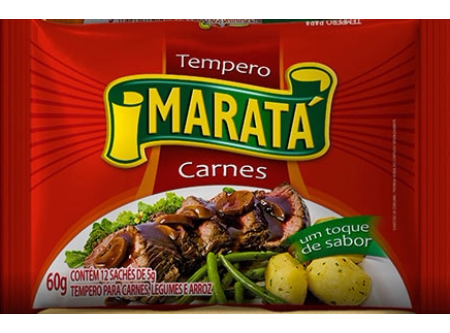 Tempero
MARATÁ
Carnes
um toque
de sabor
60g
CONTÉM 12 SACHÊS DE 5g
TEMPERO PARA CARNES, LEGUMES E ARROZ